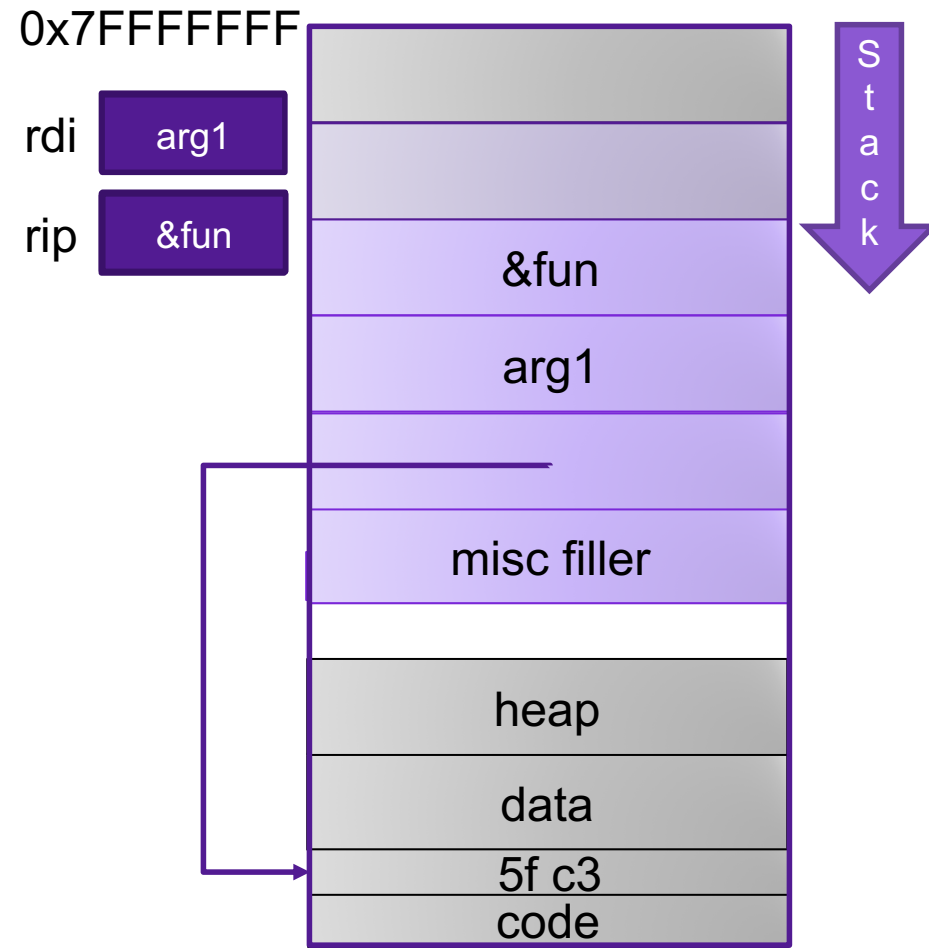 0x7FFFFFFF
rdi
arg1
rip
&fun
&fun
arg1
misc filler
heap
data
5f c3
code
S
t
a
c
k